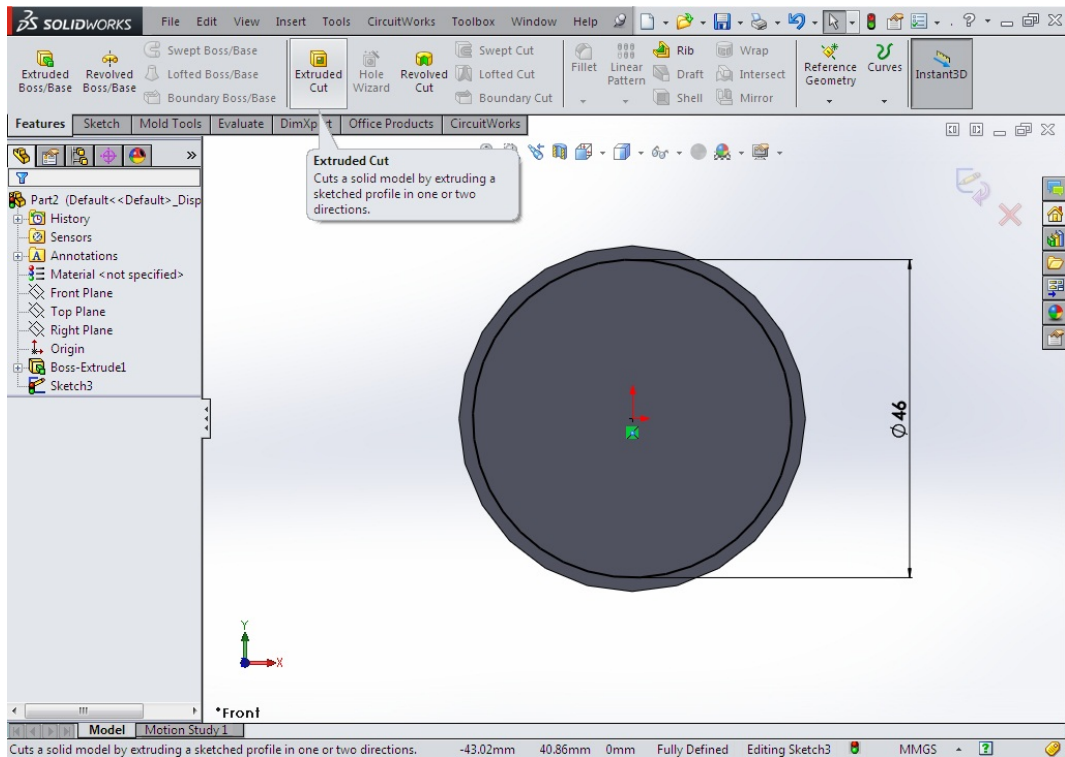 SOLIDWORKS File Edit View Insert Tools CircuitWorks Toolbox Window Help
Extruded Boss/Base
Revolved Boss/Base
Swept Boss/Base
Lofted Boss/Base
Boundary Boss/Base
Extruded Cut
Hole Wizard
Revolved Cut
Swept Cut
Lofted Cut
Boundary Cut
Fillet
Linear Pattern
Rib
Draft
Shell
Wrap
Intersect
Mirror
Reference Geometry
Curves
Instant3D
Features Sketch Mold Tools Evaluate Office Products CircuitWorks
Extruded Cut
Cuts a solid model by extruding a
sketched profile in one or two
directions.
Part2 (Default<<Default>_Disp
History
Sensors
Annotations
Material <not specified>
Front Plane
Top Plane
Right Plane
Origin
Boss-Extrude1
Sketch3
Ø46
Y
X
*Front
Model Motion Study 1
Cuts a solid model by extruding a sketched profile in one or two directions. -43.02mm 40.86mm 0mm Fully Defined Editing Sketch3 MMGS